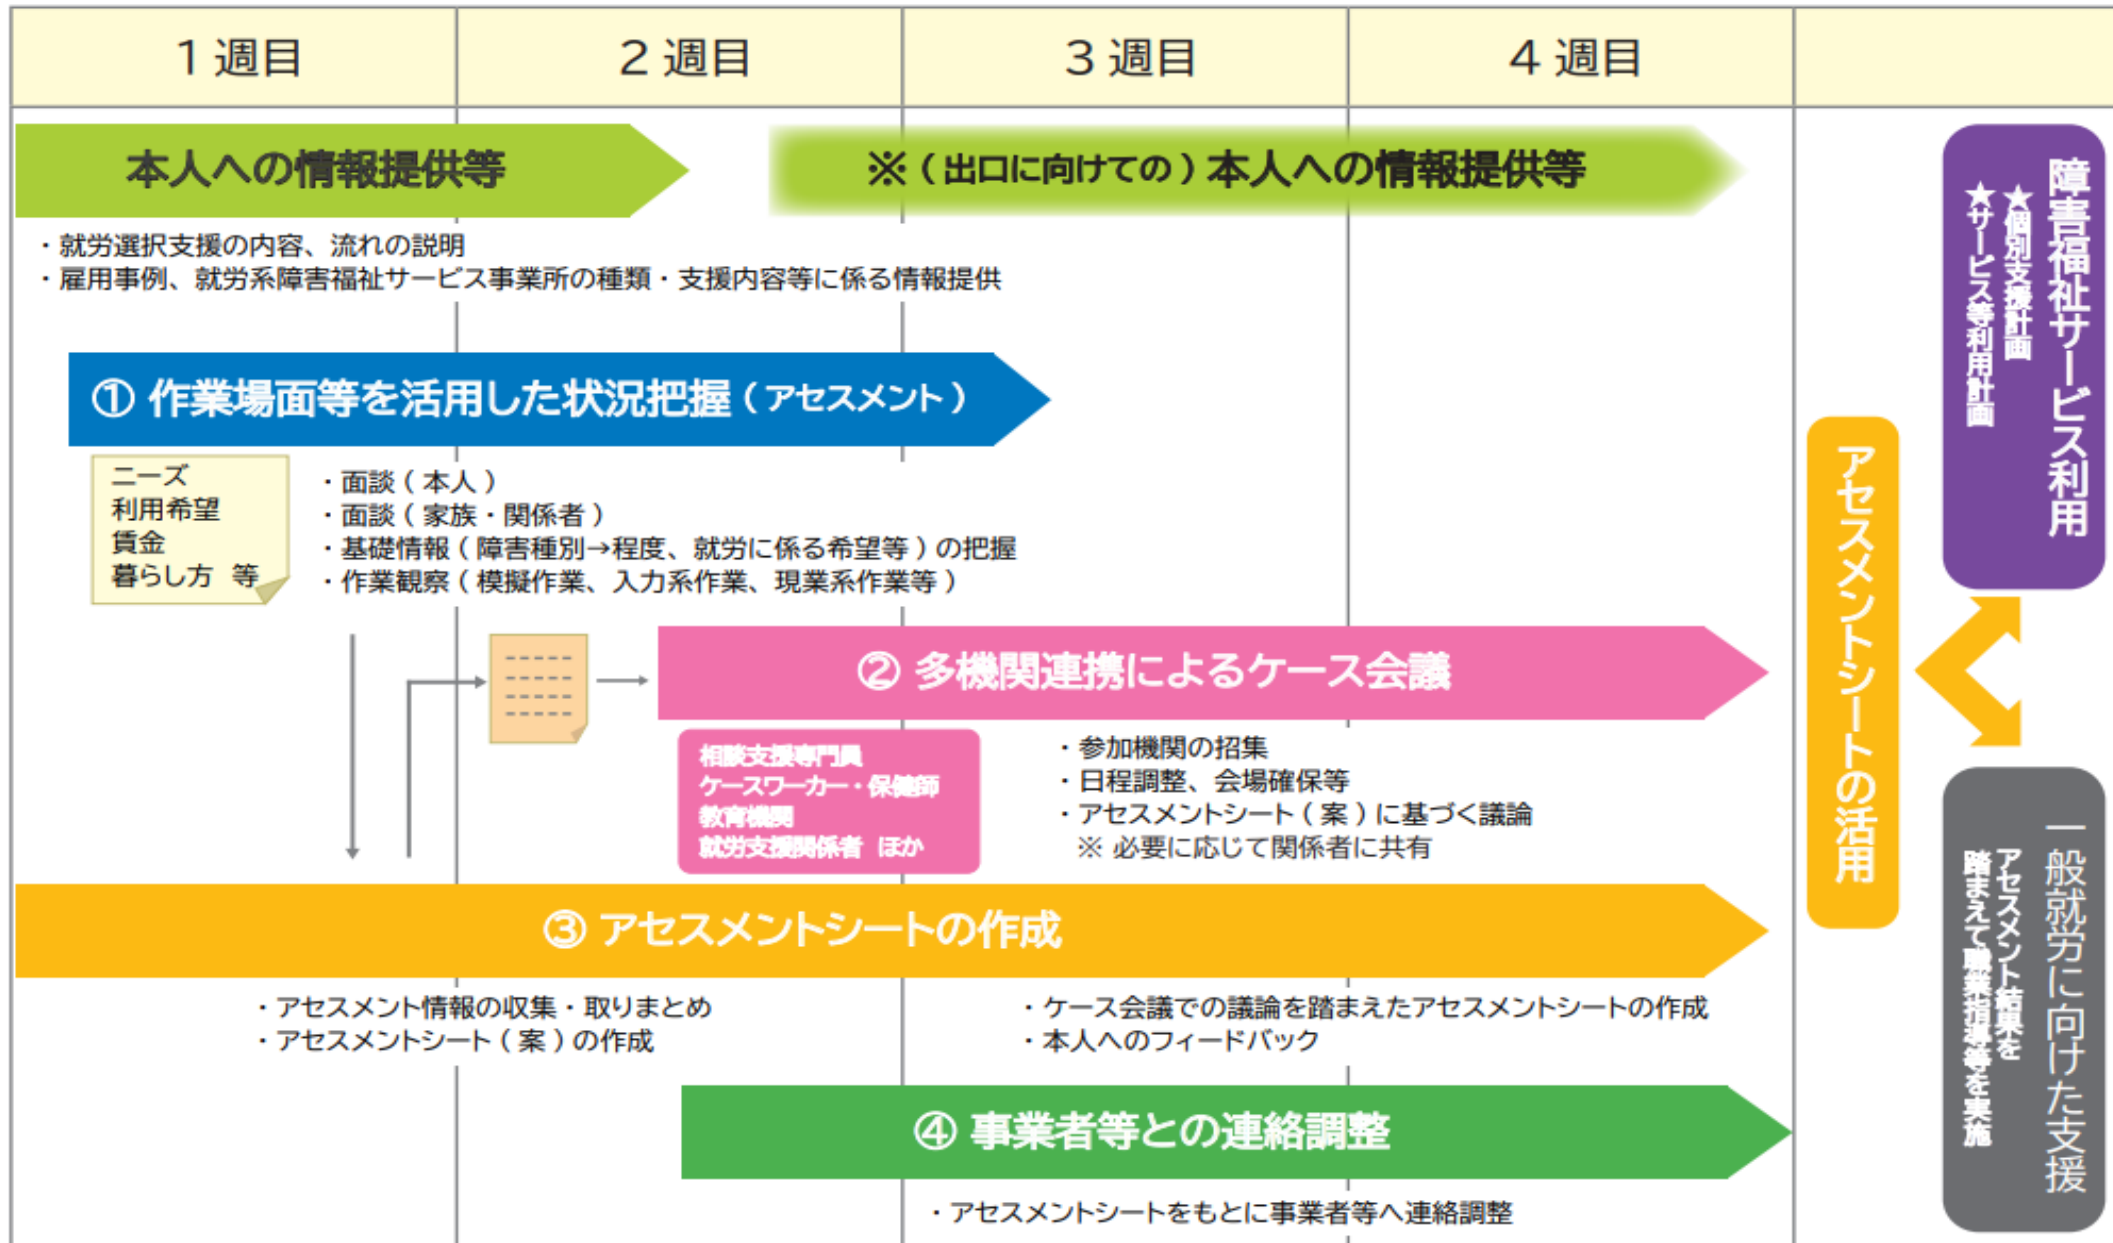 1 週目
2 週目
3 週目
4 週目
本人への情報提供等
※(出口に向けての)本人への情報提供等
・就労選択支援の内容、流れの説明
・雇用事例、就労系障害福祉サービス事業所の種類・支援内容等に係る情報提供
① 作業場面等を活用した状況把握(アセスメント)
ニーズ
利用希望
賃金
暮らし方 等
・面談(本人)
・面談(家族・関係者)
・基礎情報(障害種別→程度、就労に係る希望等)の把握
・作業観察(模擬作業、入力系作業、現業系作業等)
② 多機関連携によるケース会議
相談支援専門員
ケースワーカー・保健師
教育機関
就労支援関係者 ほか
・参加機関の招集
・日程調整、会場確保等
・アセスメントシート(案)に基づく議論
※ 必要に応じて関係者に共有
③ アセスメントシートの作成
・アセスメント情報の収集・取りまとめ
・アセスメントシート(案)の作成
・ケース会議での議論を踏まえたアセスメントシートの作成
・本人へのフィードバック
④ 事業者等との連絡調整
・アセスメントシートをもとに事業者等へ連絡調整
アセスメントシートの活用
障害福祉サービス利用
★個別支援計画
★サービス等利用計画
一般就労に向けた支援
アセスメント結果を
踏まえて職業指導等を実施